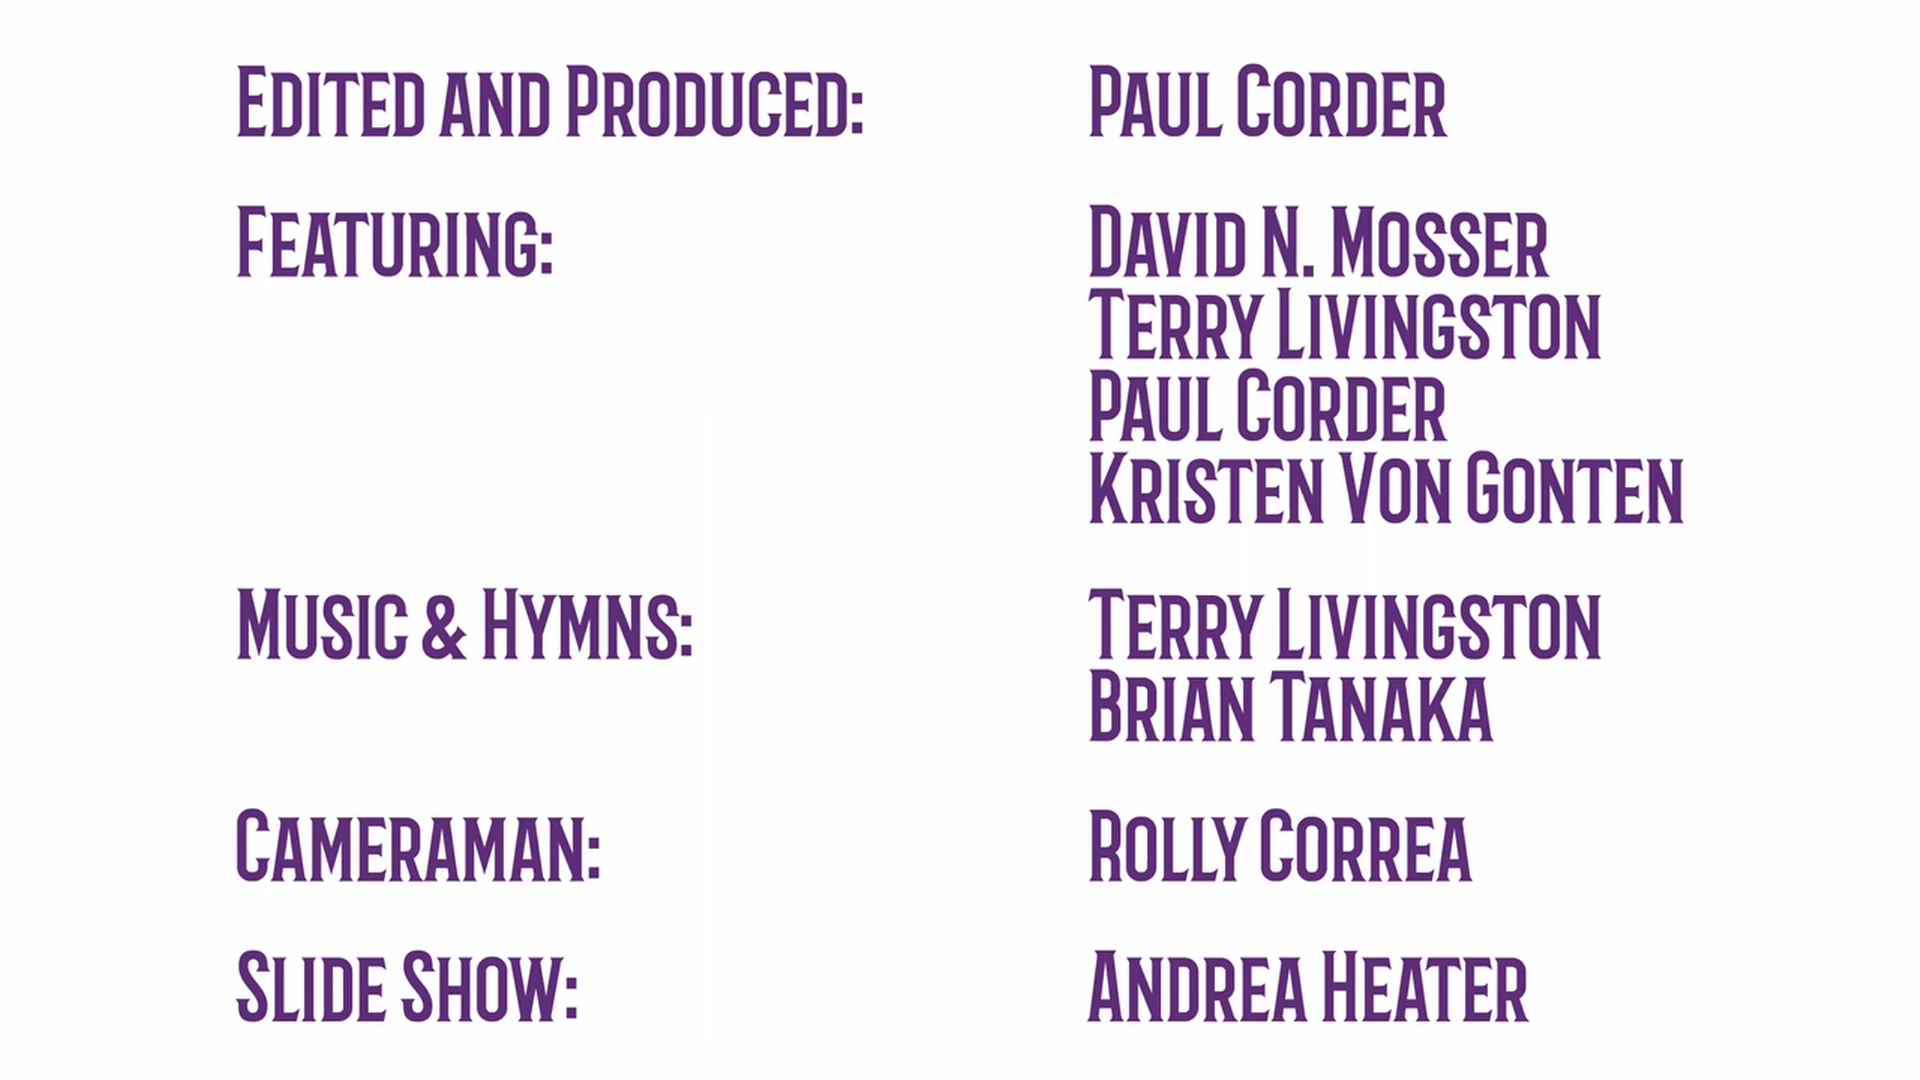 Edited and Produced: Paul Corder
Featuring: David N. Mosser
Terry Livingston
Paul Corder
Kristen Von Gonten
Music & Hymns: Terry Livingston
Brian Tanaka
Cameraman: Rolly Correa
Slide Show: Andrea Heater